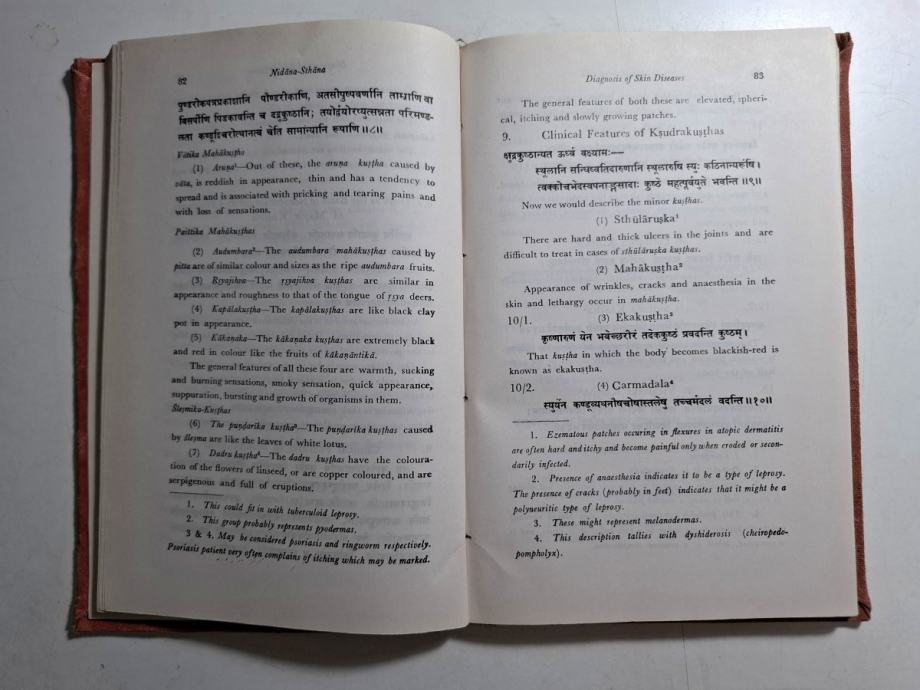 82
Nidāna-Sthāna
पुण्डरीकपत्रप्रकाशानि पौण्डरीकाणि, अतसीपुष्पवर्णानि ताम्राणि वा
विसर्पीणि पिडकावन्ति च दद्रुकुष्ठानि; तयोर्द्वयोरप्युत्सन्नता परिमण्ड-
लता कण्डूश्चिरोत्थानत्वं चेति सामान्यानि रूपाणि ॥८॥
Vātika Mahākuṣṭha
(1) Aruṇa¹—Out of these, the aruṇa kuṣṭha caused by
vāta, is reddish in appearance, thin and has a tendency to
spread and is associated with pricking and tearing pains and
with loss of sensations.
Paittika Mahākuṣṭhas
(2) Audumbara²—The audumbara mahākuṣṭhas caused by
pitta are of similar colour and sizes as the ripe audumbara fruits.
(3) Ṛṣyajihva—The ṛṣyajihva kuṣṭhas are similar in
appearance and roughness to that of the tongue of ṛṣya deers.
(4) Kapālakuṣṭha—The kapālakuṣṭhas are like black clay
pot in appearance.
(5) Kākaṇaka—The kākaṇaka kuṣṭhas are extremely black
and red in colour like the fruits of kākaṇāntikā.
The general features of all these four are warmth, sucking
and burning sensations, smoky sensation, quick appearance,
suppuration, bursting and growth of organisms in them.
Śleṣmika-Kuṣṭhas
(6) The puṇḍarika kuṣṭha³—The puṇḍarika kuṣṭhas caused
by śleṣma are like the leaves of white lotus.
(7) Dadru kuṣṭha⁴—The dadru kuṣṭhas have the coloura-
tion of the flowers of linseed, or are copper coloured, and are
serpigenous and full of eruptions.
1. This could fit in with tuberculoid leprosy.
2. This group probably represents pyodermas.
3 & 4. May be considered psoriasis and ringworm respectively.
Psoriasis patient very often complains of itching which may be marked.
Diagnosis of Skin Diseases
83
The general features of both these are elevated, spheri-
cal, itching and slowly growing patches.
9. Clinical Features of Kṣudrakuṣṭhas
क्षुद्रकुष्ठान्यत ऊर्ध्वं वक्ष्यामः—
स्थूलानि सन्धिष्वतिदारुणानि स्थूलारुषि स्युः कठिनान्यरूंषि।
त्वक्कोचभेदस्वपनाङ्गसादाः कुष्ठे महत्पूर्वयुते भवन्ति ॥९॥
Now we would describe the minor kuṣṭhas.
(1) Sthūlāruṣka¹
There are hard and thick ulcers in the joints and are
difficult to treat in cases of sthūlāruṣka kuṣṭhas.
(2) Mahākuṣṭha²
Appearance of wrinkles, cracks and anaesthesia in the
skin and lethargy occur in mahākuṣṭha.
10/1. (3) Ekakuṣṭha³
कृष्णारुणं येन भवेच्छरीरं तदेककुष्ठं प्रवदन्ति कुष्ठम्।
That kuṣṭha in which the body becomes blackish-red is
known as ekakuṣṭha.
10/2. (4) Carmadala⁴
स्युर्येन कण्डूव्यधनौषचोषास्तलेषु तच्चर्मदलं वदन्ति ॥१०॥
1. Ezematous patches occuring in flexures in atopic dermatitis
are often hard and itchy and become painful only when eroded or secon-
darily infected.
2. Presence of anaesthesia indicates it to be a type of leprosy.
The presence of cracks (probably in feet) indicates that it might be a
polyneuritic type of leprosy.
3. These might represent melanodermas.
4. This description tallies with dyshiderosis (cheiropedo-
pompholyx).